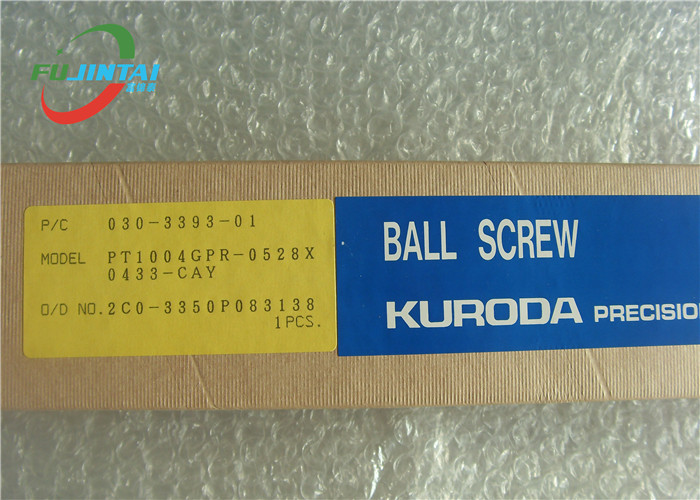 FUJINTAI
P/C 030-3393-01
MODEL PT1004GPR-0528X
0433-CAY
O/D NO. 2C0-3350P083138
1PCS.
BALL SCREW
KURODA PRECISIO